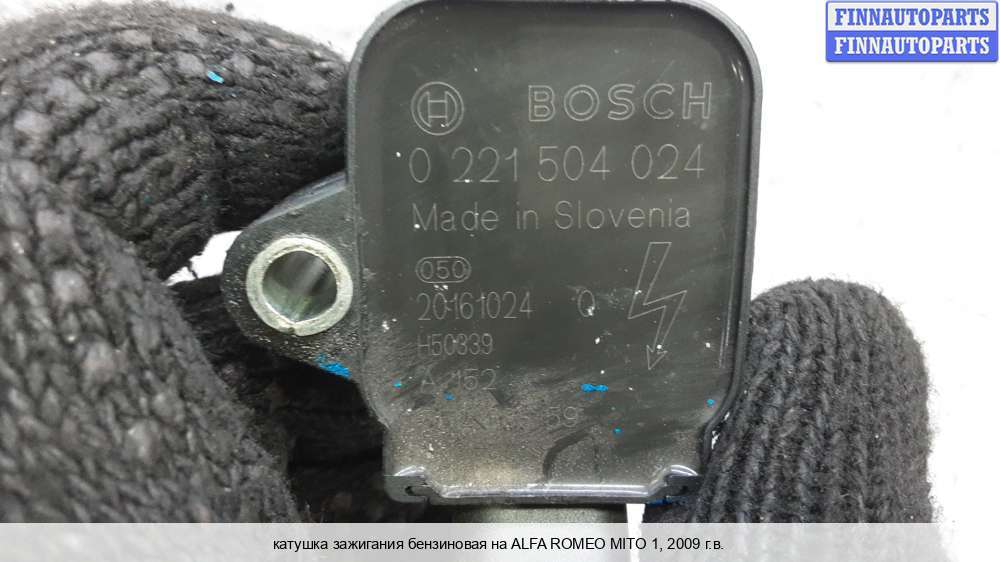 FINNAUTOPARTS
FINNAUTOPARTS
BOSCH
0 221 504 024
Made in Slovenia
050
20161024 Q
H50339
A 152
катушка зажигания бензиновая на ALFA ROMEO MITO 1, 2009 г.в.